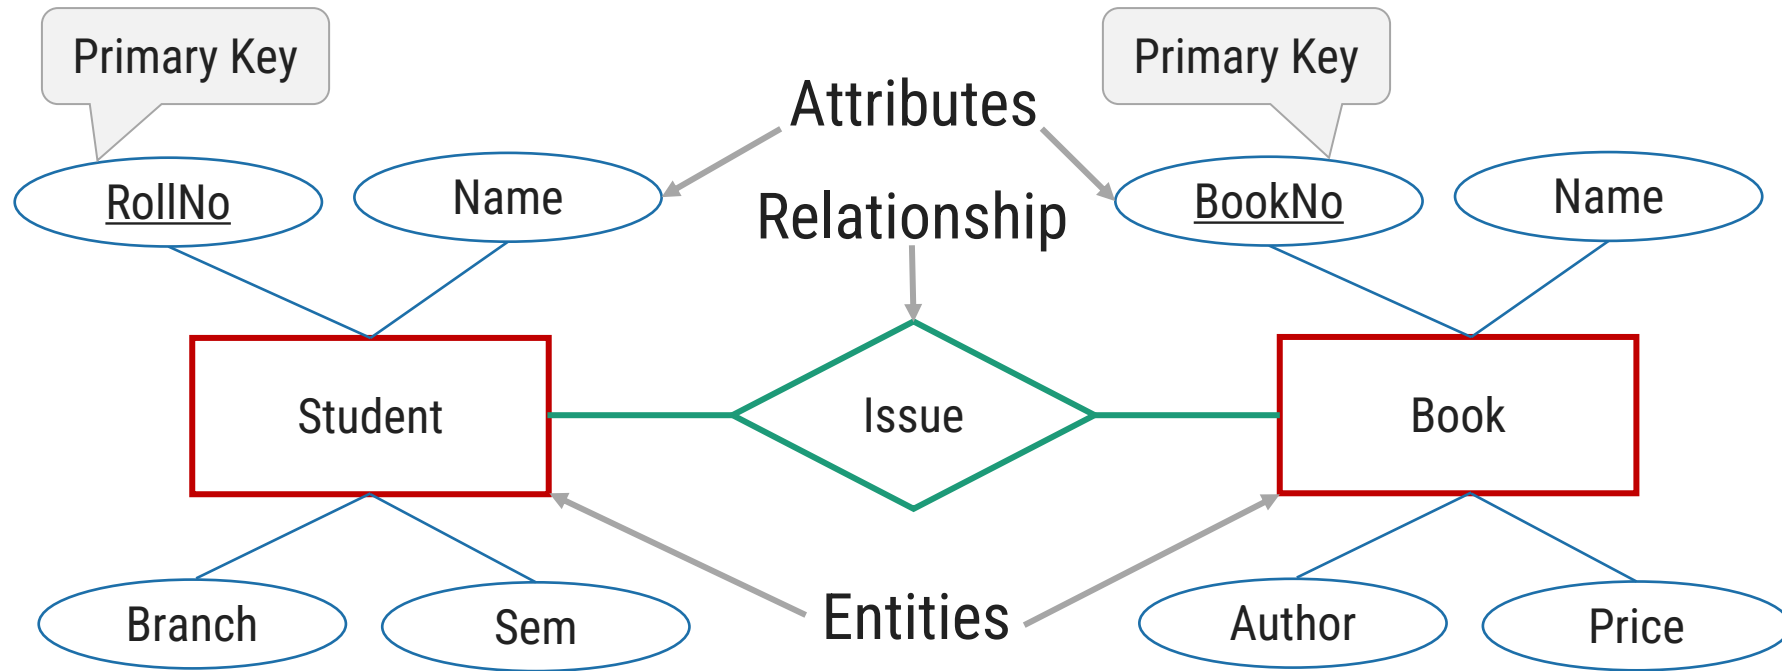 Primary Key
Primary Key
Attributes
RollNo
Name
Relationship
BookNo
Name
Student
Issue
Book
Branch
Sem
Entities
Author
Price